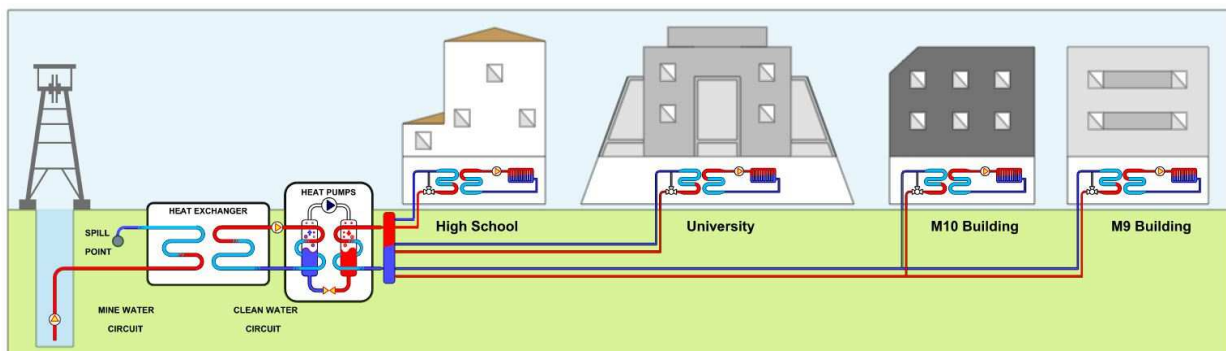 HEAT EXCHANGER
HEAT PUMPS
SPILL
POINT
High School
University
M10 Building
M9 Building
MINE WATER
CIRCUIT
CLEAN WATER
CIRCUIT